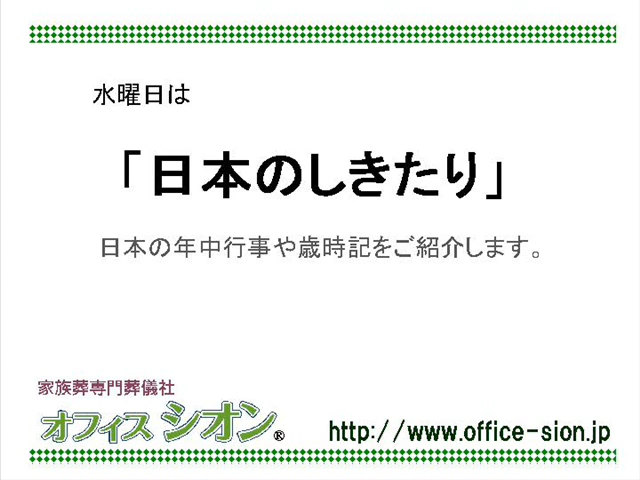 水曜日は
「日本のしきたり」
日本の年中行事や歳時記をご紹介します。
家族葬専門葬儀社
オフィスシオン®
http://www.office-sion.jp